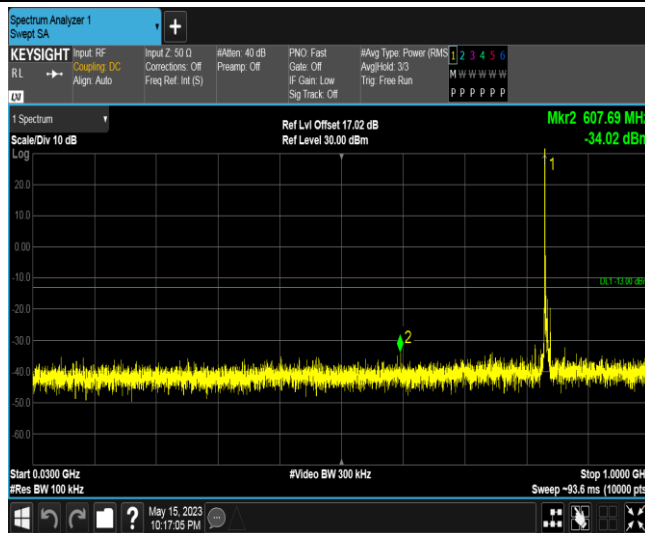 Spectrum Analyzer 1
Swept SA
+
KEYSIGHT
RL
Input: RF
Coupling: DC
Align: Auto
Input Z: 50 Ω
Corrections: Off
Freq Ref: Int (S)
#Atten: 40 dB
Preamp: Off
PNO: Fast
Gate: Off
IF Gain: Low
Sig Track: Off
#Avg Type: Power (RMS
Avg|Hold: 3/3
Trig: Free Run
1 2 3 4 5 6
M W W W W W
P P P P P P
1 Spectrum
Scale/Div 10 dB
Ref Lvl Offset 17.02 dB
Ref Level 30.00 dBm
Mkr2 607.69 MHz
-34.02 dBm
Log
1
20.0
10.0
0.00
-10.0
DL1 -13.00 dBm
-20.0
-30.0
2
-40.0
-50.0
-60.0
Start 0.0300 GHz
#Video BW 300 kHz
Stop 1.0000 GHz
#Res BW 100 kHz
Sweep ~93.6 ms (10000 pts
?
May 15, 2023
10:17:05 PM